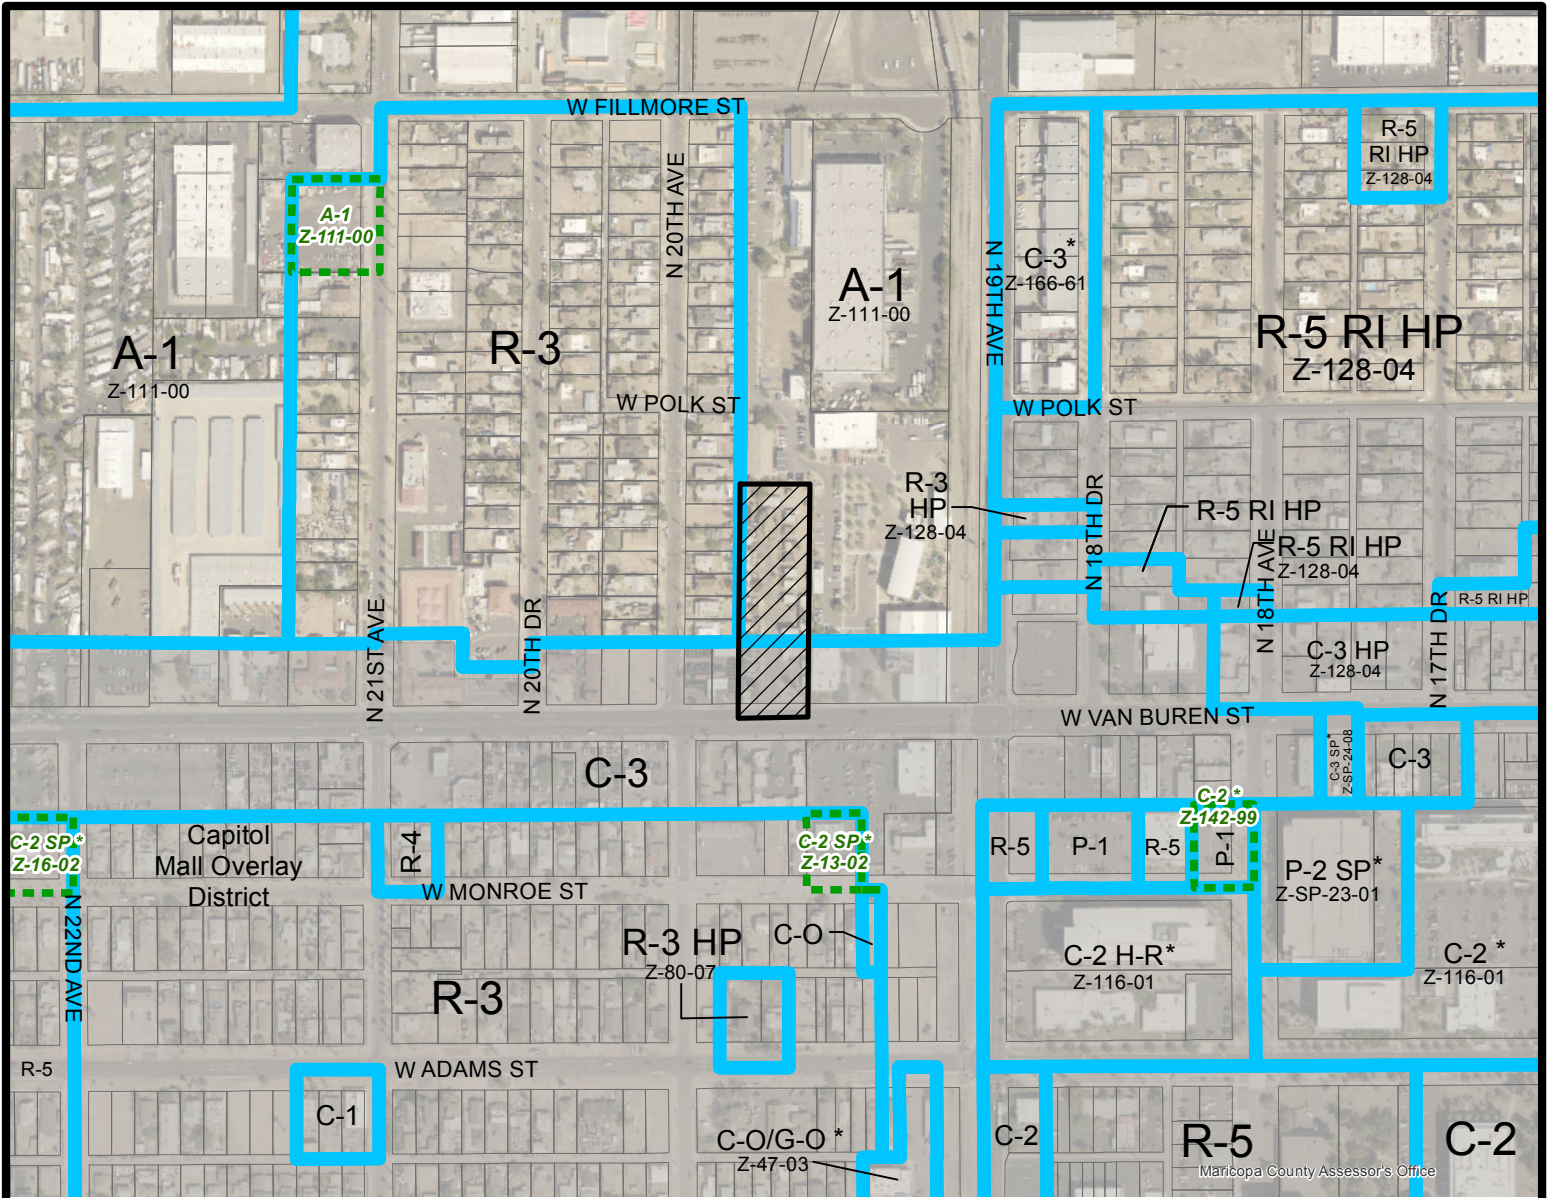 W FILLMORE ST
R-5
RI HP
Z-128-04
A-1
Z-111-00
N 20TH AVE
N 19TH AVE
C-3*
Z-166-61
A-1
Z-111-00
R-5 RI HP
Z-128-04
A-1
Z-111-00
R-3
W POLK ST
W POLK ST
R-3
HP
Z-128-04
N 18TH DR
R-5 RI HP
N 18TH AVE
R-5 RI HP
Z-128-04
N 21ST AVE
N 20TH DR
N 17TH DR
R-5 RI HP
C-3 HP
Z-128-04
W VAN BUREN ST
C-3
C-3 SP*
Z-SP-24-08
C-3
C-2 *
Z-142-99
C-2 SP*
Z-16-02
Capitol
Mall Overlay
District
R-4
C-2 SP*
Z-13-02
R-5
P-1
R-5
P-1
P-2 SP*
Z-SP-23-01
W MONROE ST
N 22ND AVE
R-3 HP
Z-80-07
C-O
C-2 H-R*
Z-116-01
C-2 *
Z-116-01
R-3
R-5
W ADAMS ST
C-1
C-O/G-O *
Z-47-03
C-2
R-5
C-2
Maricopa County Assessor's Office